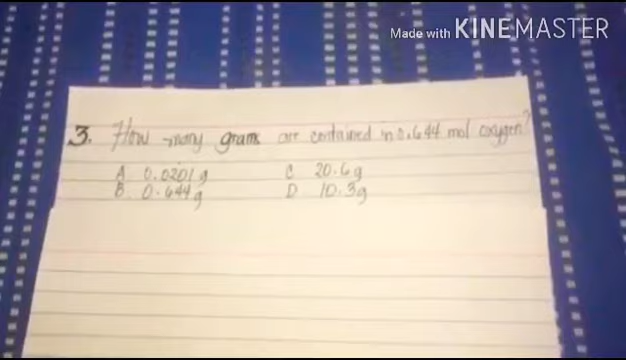 Made with KINEMASTER
3. How many grams are contained in 0.644 mol oxygen?
A 0.0201 g C 20.6 g
B 0.644 g D 10.3g